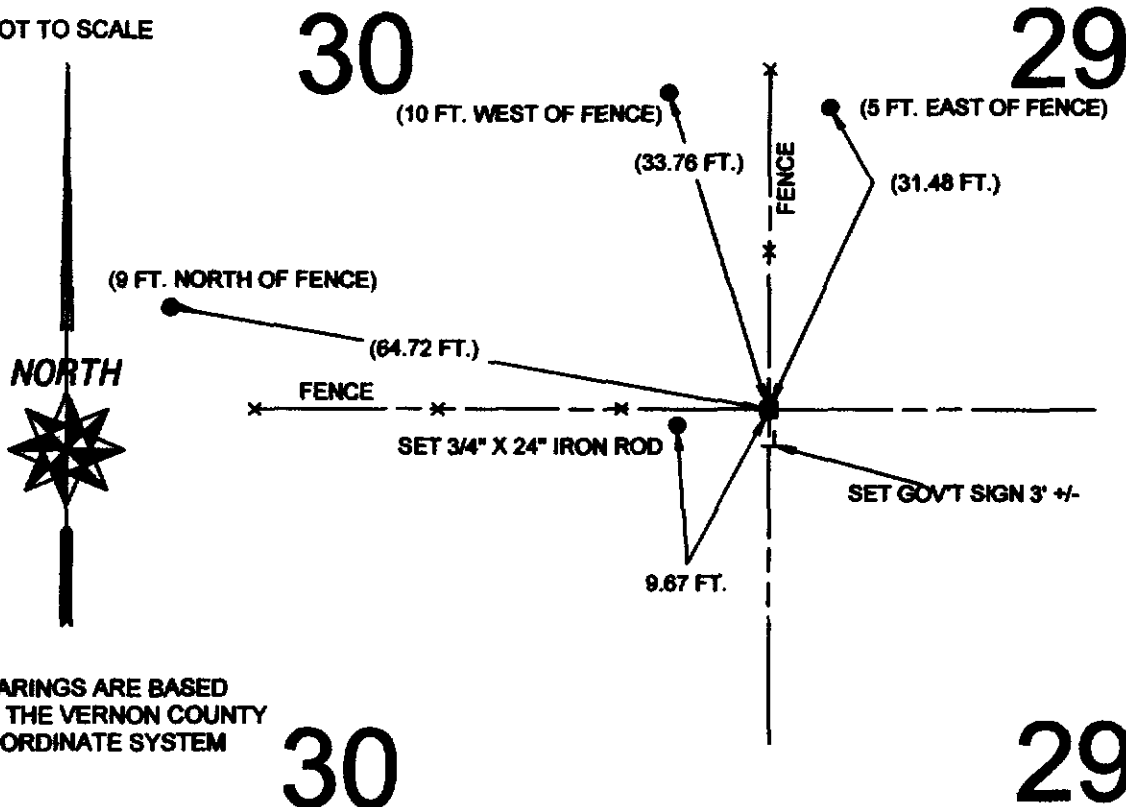 OT TO SCALE
30
29
(10 FT. WEST OF FENCE)
(5 FT. EAST OF FENCE)
(33.76 FT.)
FENCE
(31.48 FT.)
(9 FT. NORTH OF FENCE)
(64.72 FT.)
NORTH
FENCE
SET 3/4" X 24" IRON ROD
SET GOV'T SIGN 3' +/-
9.67 FT.
ARINGS ARE BASED
THE VERNON COUNTY
ORDINATE SYSTEM
30
29